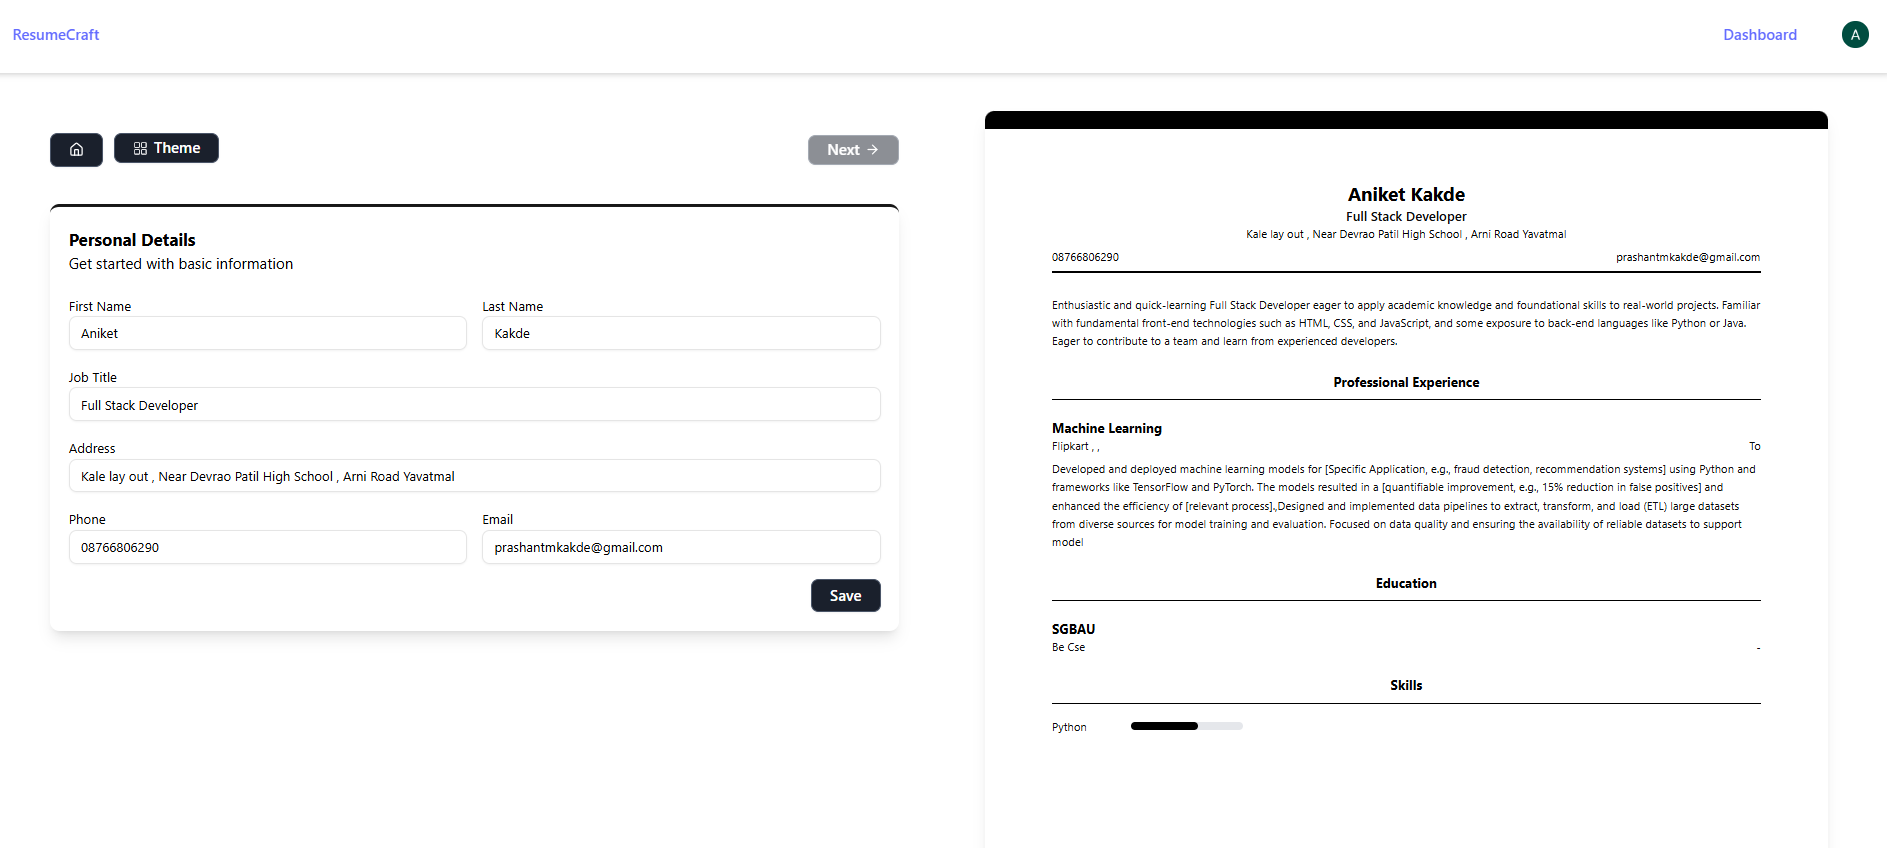 ResumeCraft
Dashboard
A
Theme
Next →
Personal Details
Get started with basic information
First Name
Last Name
Aniket
Kakde
Job Title
Full Stack Developer
Address
Kale lay out , Near Devrao Patil High School , Arni Road Yavatmal
Phone
Email
08766806290
prashantmkakde@gmail.com
Save
Aniket Kakde
Full Stack Developer
Kale lay out , Near Devrao Patil High School , Arni Road Yavatmal
08766806290
prashantmkakde@gmail.com
Enthusiastic and quick-learning Full Stack Developer eager to apply academic knowledge and foundational skills to real-world projects. Familiar
with fundamental front-end technologies such as HTML, CSS, and JavaScript, and some exposure to back-end languages like Python or Java.
Eager to contribute to a team and learn from experienced developers.
Professional Experience
Machine Learning
Flipkart , ,
To
Developed and deployed machine learning models for [Specific Application, e.g., fraud detection, recommendation systems] using Python and
frameworks like TensorFlow and PyTorch. The models resulted in a [quantifiable improvement, e.g., 15% reduction in false positives] and
enhanced the efficiency of [relevant process].,Designed and implemented data pipelines to extract, transform, and load (ETL) large datasets
from diverse sources for model training and evaluation. Focused on data quality and ensuring the availability of reliable datasets to support
model
Education
SGBAU
Be Cse
-
Skills
Python